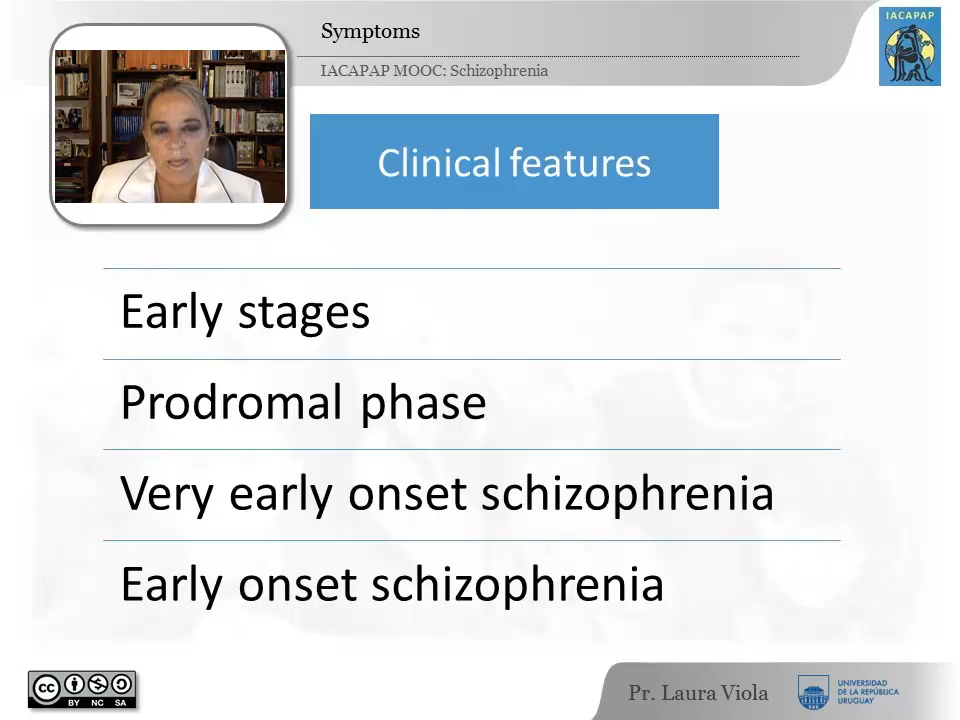 Symptoms
IACAPAP MOOC: Schizophrenia
IACAPAP
Clinical features
Early stages
Prodromal phase
Very early onset schizophrenia
Early onset schizophrenia
cc
BY NC SA
Pr. Laura Viola
UNIVERSIDAD
DE LA REPÚBLICA
URUGUAY